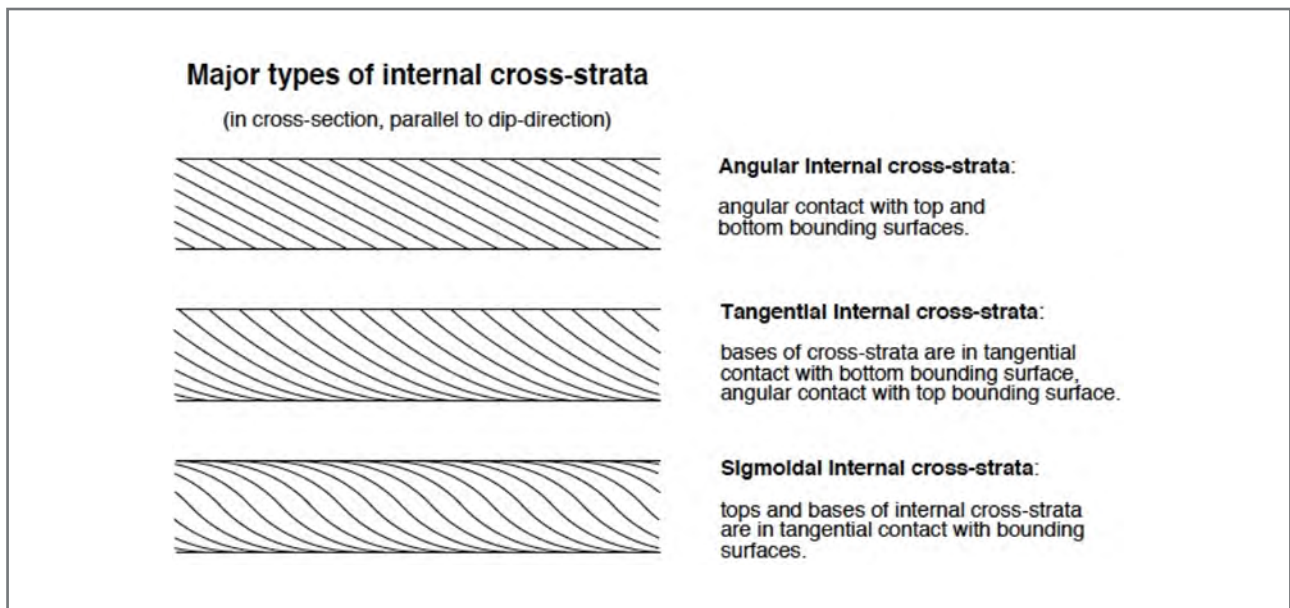 Major types of internal cross-strata
(in cross-section, parallel to dip-direction)
Angular Internal cross-strata:
angular contact with top and
bottom bounding surfaces.
Tangential Internal cross-strata:
bases of cross-strata are in tangential
contact with bottom bounding surface,
angular contact with top bounding surface.
Sigmoidal Internal cross-strata:
tops and bases of internal cross-strata
are in tangential contact with bounding
surfaces.